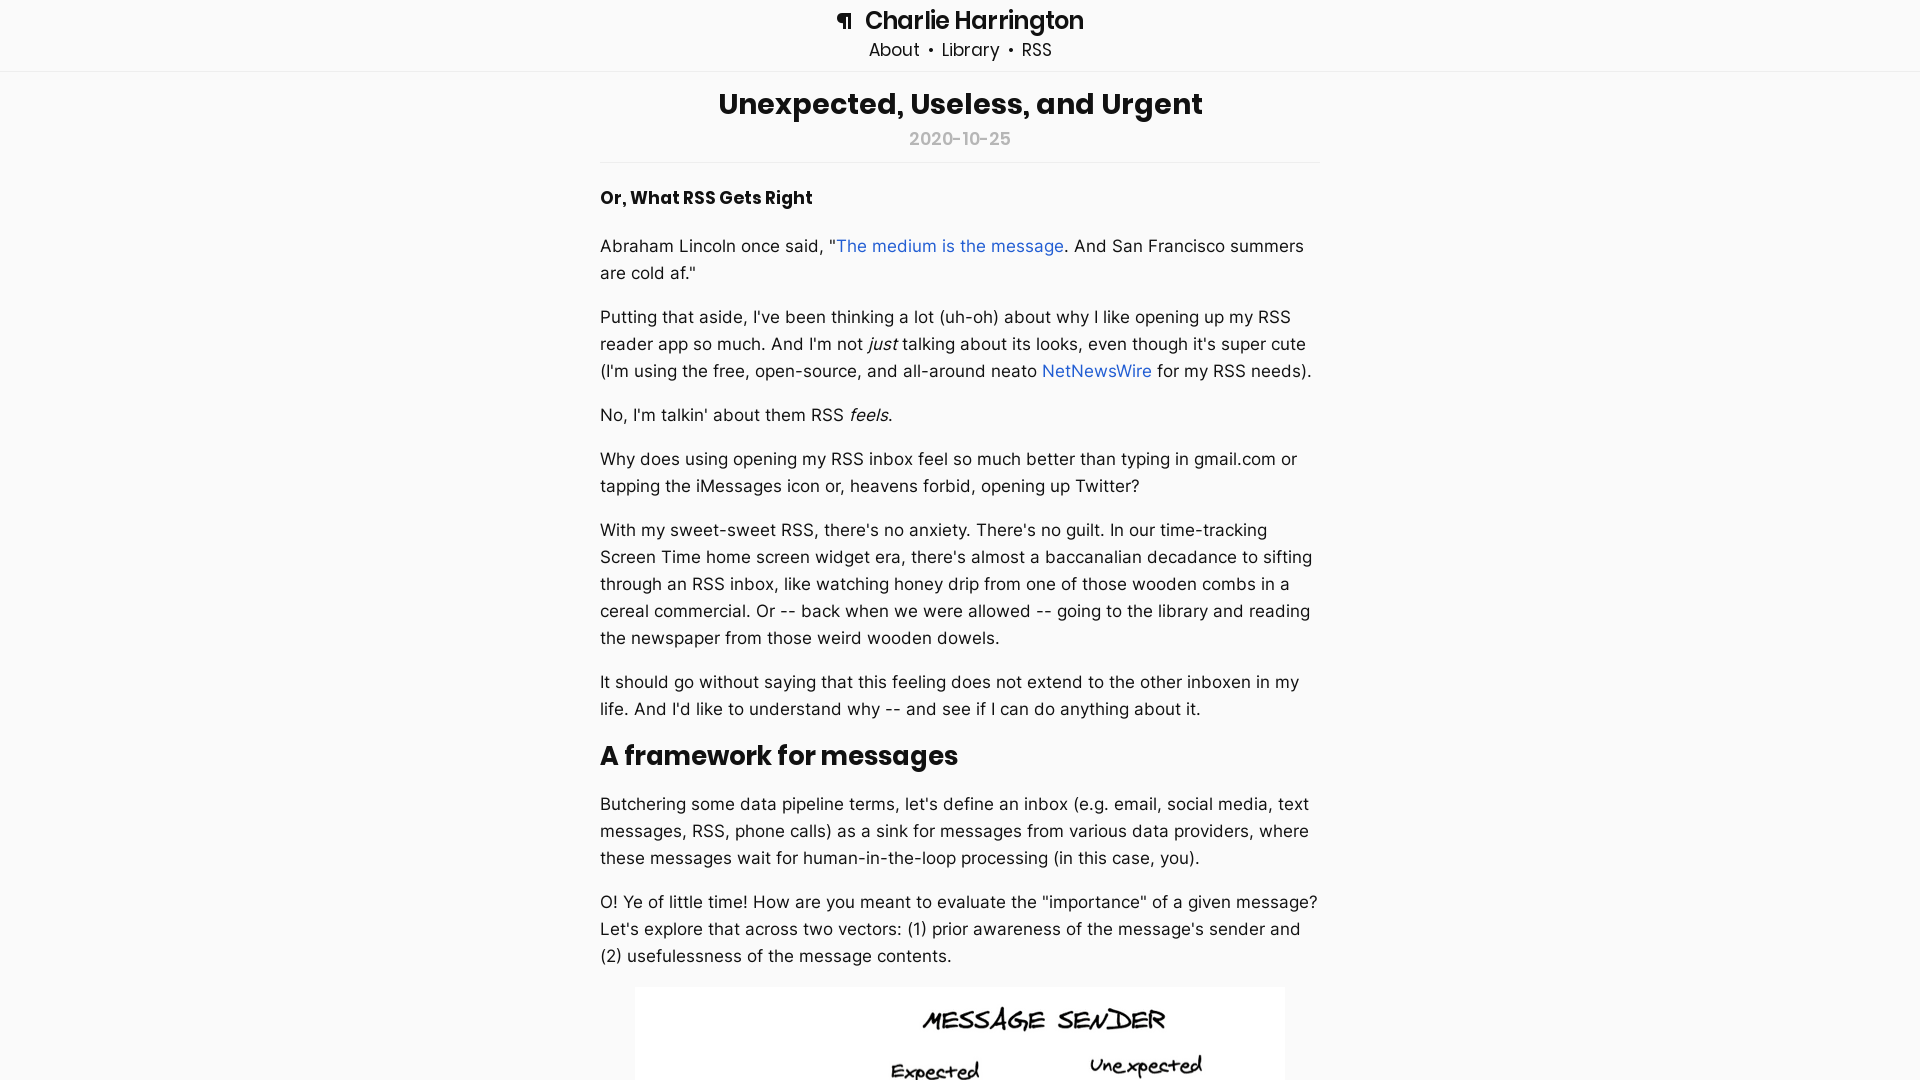 ¶ Charlie Harrington
About • Library • RSS
Unexpected, Useless, and Urgent
2020-10-25
Or, What RSS Gets Right
Abraham Lincoln once said, "The medium is the message. And San Francisco summers
are cold af."
Putting that aside, I've been thinking a lot (uh-oh) about why I like opening up my RSS
reader app so much. And I'm not just talking about its looks, even though it's super cute
(I'm using the free, open-source, and all-around neato NetNewsWire for my RSS needs).
No, I'm talkin' about them RSS feels.
Why does using opening my RSS inbox feel so much better than typing in gmail.com or
tapping the iMessages icon or, heavens forbid, opening up Twitter?
With my sweet-sweet RSS, there's no anxiety. There's no guilt. In our time-tracking
Screen Time home screen widget era, there's almost a baccanalian decadance to sifting
through an RSS inbox, like watching honey drip from one of those wooden combs in a
cereal commercial. Or -- back when we were allowed -- going to the library and reading
the newspaper from those weird wooden dowels.
It should go without saying that this feeling does not extend to the other inboxen in my
life. And I'd like to understand why -- and see if I can do anything about it.
A framework for messages
Butchering some data pipeline terms, let's define an inbox (e.g. email, social media, text
messages, RSS, phone calls) as a sink for messages from various data providers, where
these messages wait for human-in-the-loop processing (in this case, you).
O! Ye of little time! How are you meant to evaluate the "importance" of a given message?
Let's explore that across two vectors: (1) prior awareness of the message's sender and
(2) usefulessness of the message contents.
MESSAGE SENDER
Expected Unexpected